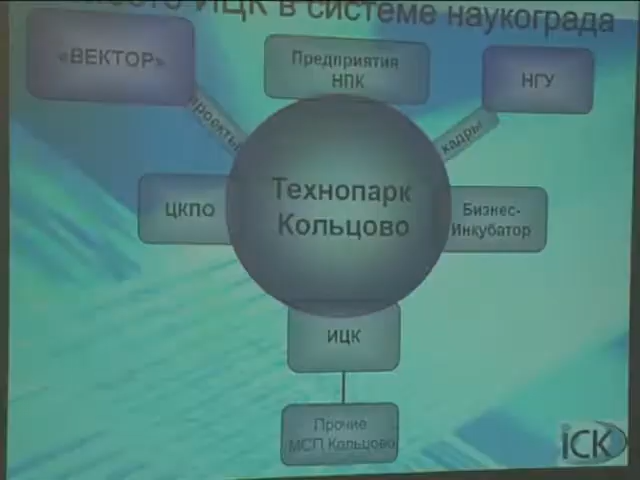 ИЦК в системе наукограда
«ВЕКТОР»
Предприятия
НПК
НГУ
проекты
кадры
Технопарк
Кольцово
ЦКПО
Бизнес-
Инкубатор
ИЦК
Прочие
МСП Кольцово
iCK